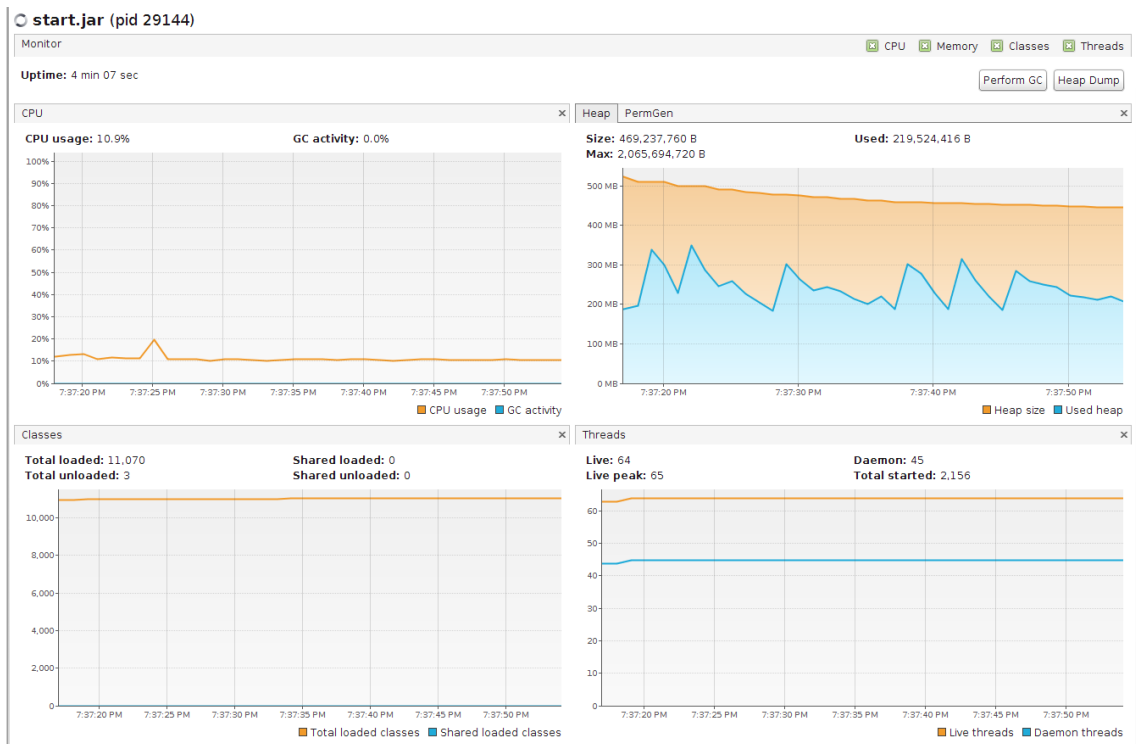 start.jar (pid 29144)
Monitor
CPU Memory Classes Threads
Uptime: 4 min 07 sec
Perform GC Heap Dump
CPU
CPU usage: 10.9% GC activity: 0.0%
100%
90%
80%
70%
60%
50%
40%
30%
20%
10%
0%
7:37:20 PM 7:37:25 PM 7:37:30 PM 7:37:35 PM 7:37:40 PM 7:37:45 PM 7:37:50 PM
CPU usage GC activity
Heap PermGen
Size: 469,237,760 B Used: 219,524,416 B
Max: 2,065,694,720 B
500 MB
400 MB
300 MB
200 MB
100 MB
0 MB
7:37:20 PM 7:37:30 PM 7:37:40 PM 7:37:50 PM
Heap size Used heap
Classes
Total loaded: 11,070 Shared loaded: 0
Total unloaded: 3 Shared unloaded: 0
10,000
8,000
6,000
4,000
2,000
0
7:37:20 PM 7:37:25 PM 7:37:30 PM 7:37:35 PM 7:37:40 PM 7:37:45 PM 7:37:50 PM
Total loaded classes Shared loaded classes
Threads
Live: 64 Daemon: 45
Live peak: 65 Total started: 2,156
60
50
40
30
20
10
0
7:37:20 PM 7:37:25 PM 7:37:30 PM 7:37:35 PM 7:37:40 PM 7:37:45 PM 7:37:50 PM
Live threads Daemon threads